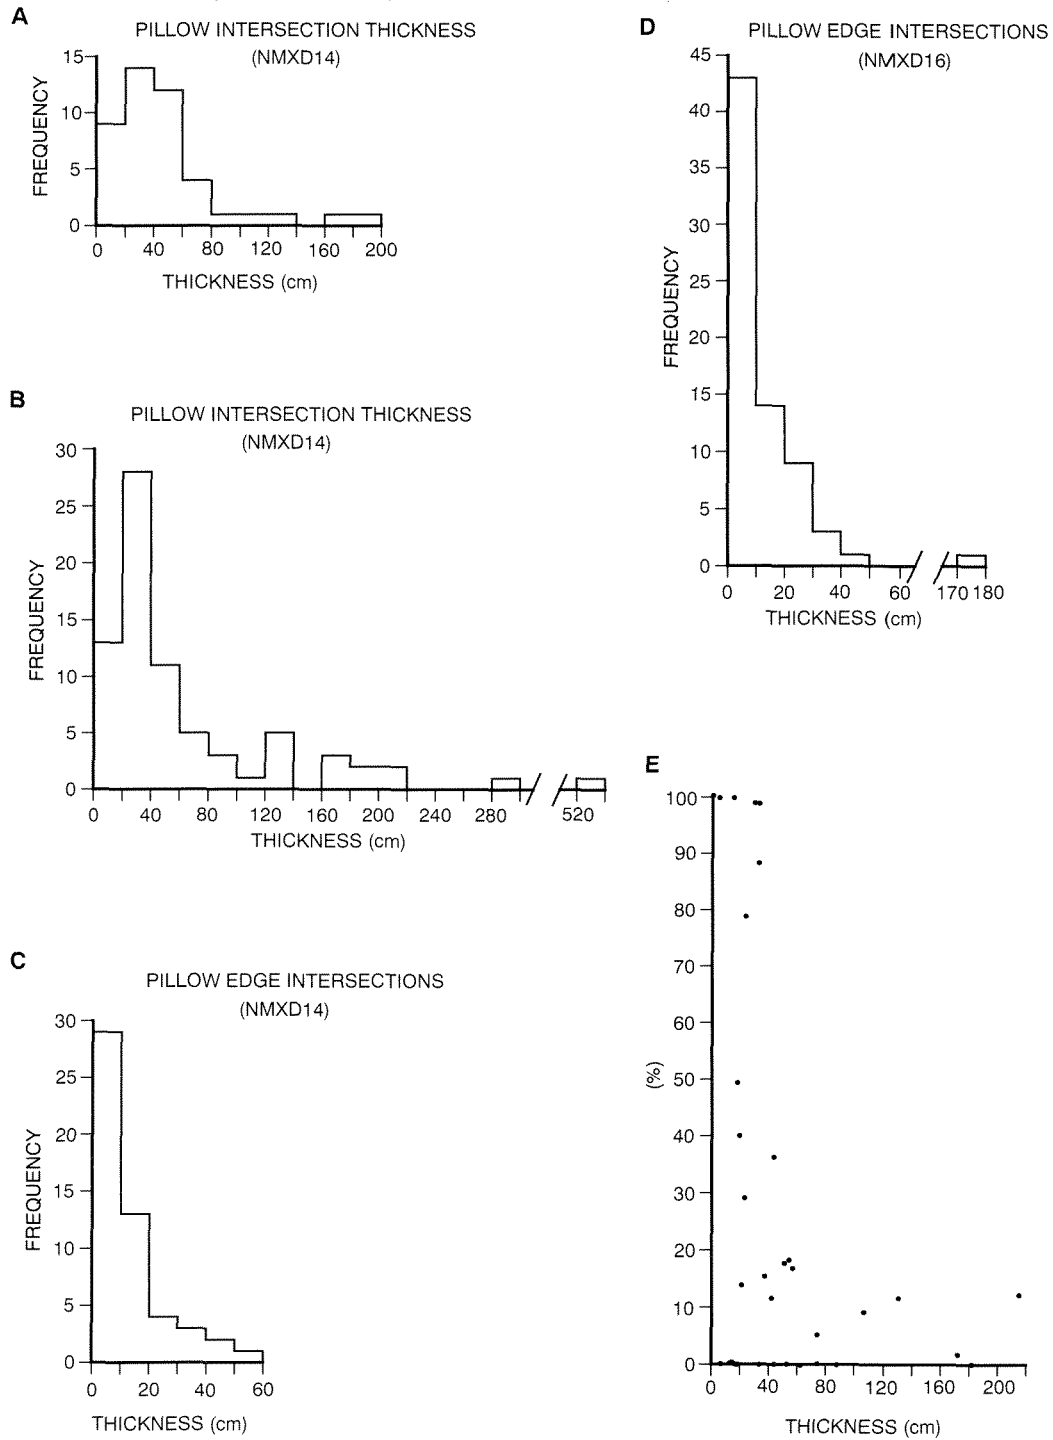 A
PILLOW INTERSECTION THICKNESS
(NMXD14)
15
10
5
0
FREQUENCY
0 40 80 120 160 200
THICKNESS (cm)
B
PILLOW INTERSECTION THICKNESS
(NMXD14)
30
25
20
15
10
5
0
FREQUENCY
0 40 80 120 160 200 240 280 520
THICKNESS (cm)
C
PILLOW EDGE INTERSECTIONS
(NMXD14)
30
25
20
15
10
5
0
FREQUENCY
0 20 40 60
THICKNESS (cm)
D
PILLOW EDGE INTERSECTIONS
(NMXD16)
45
40
35
30
25
20
15
10
5
0
FREQUENCY
0 20 40 60 170 180
THICKNESS (cm)
E
100
90
80
70
60
50
40
30
20
10
0
(%)
0 40 80 120 160 200
THICKNESS (cm)